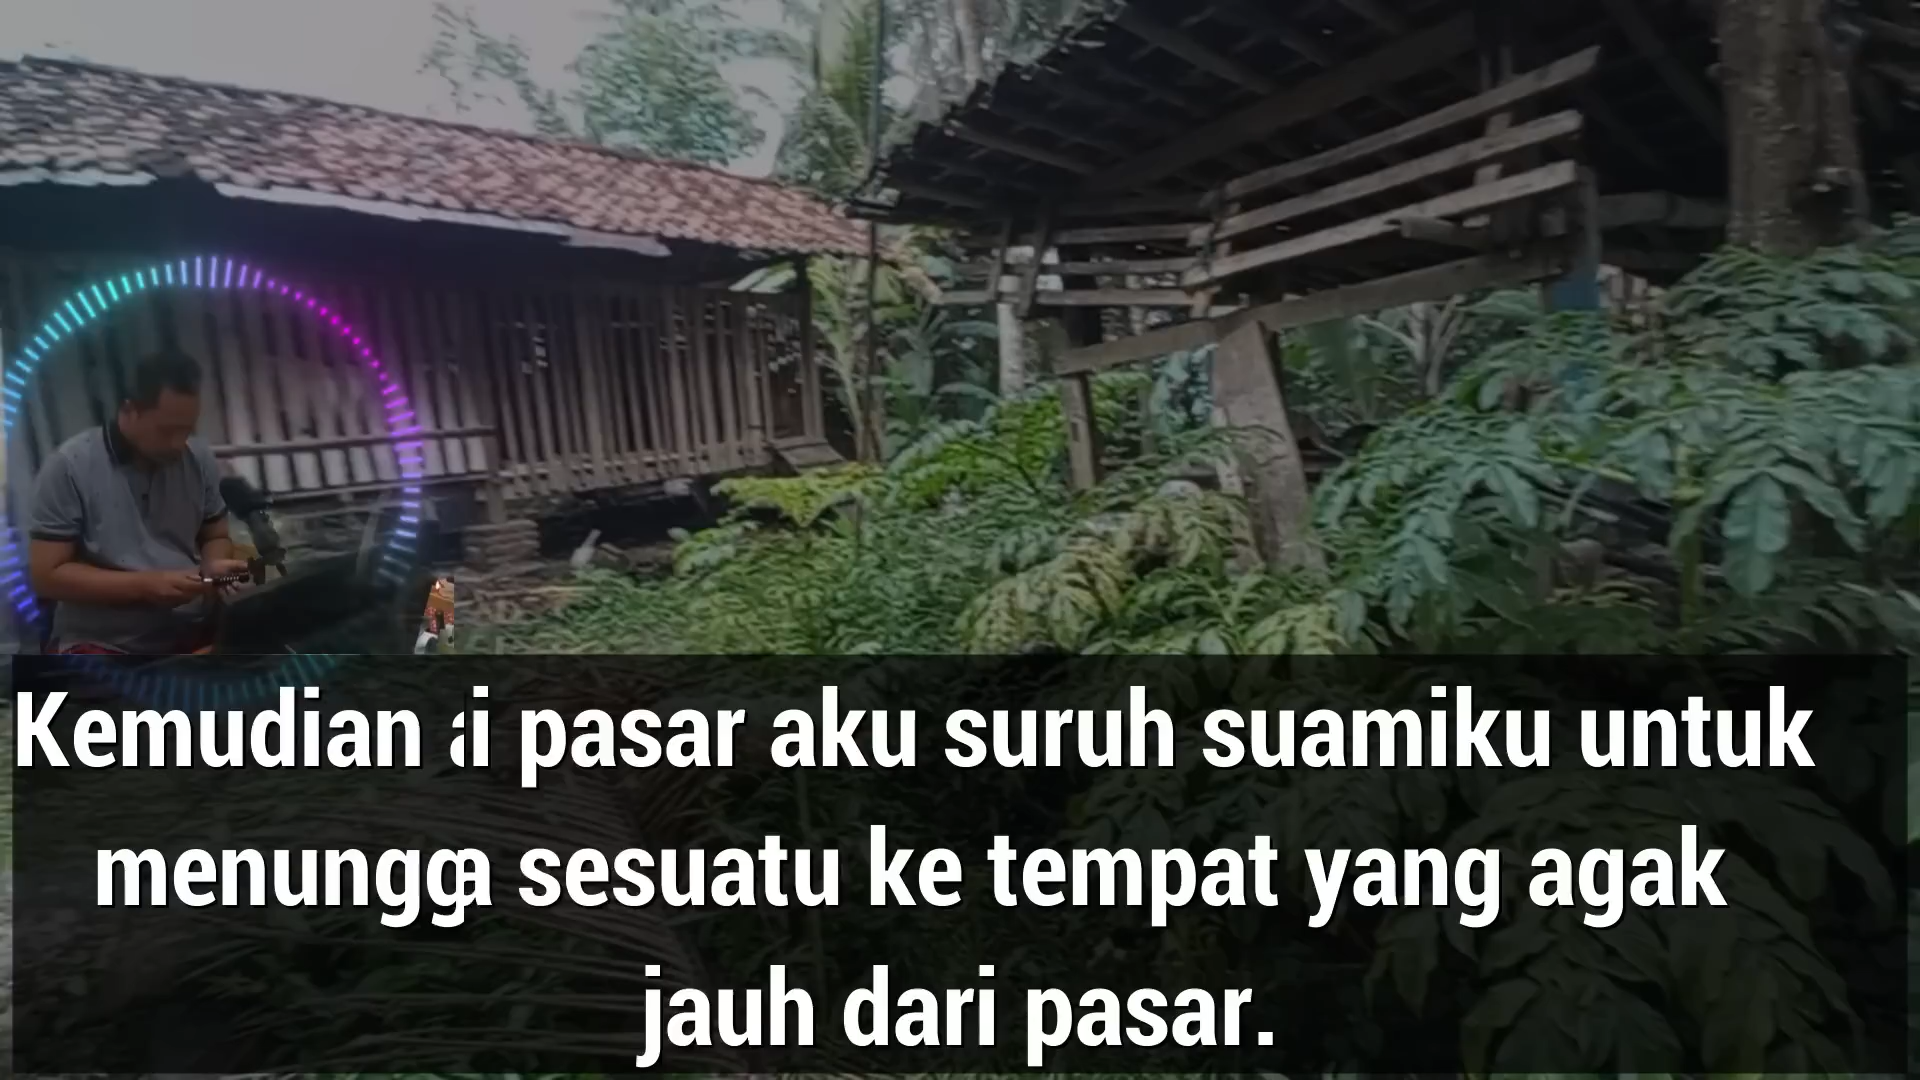 Kemudian i pasar aku suruh suamiku untuk
sesuatu ke tempat yang agak
jauh dari pasar.